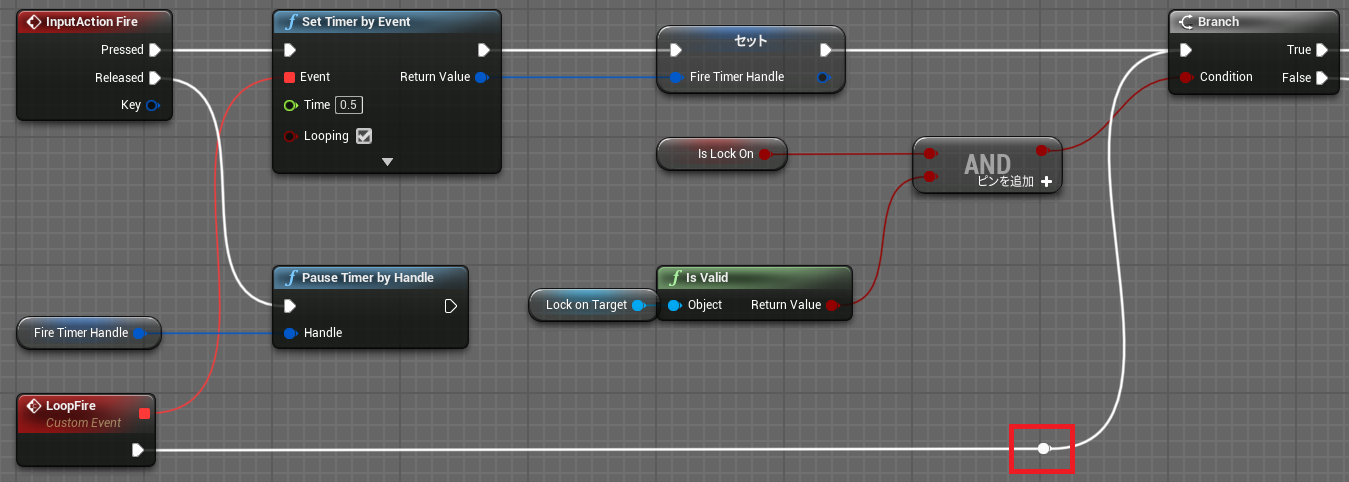 InputAction Fire
Pressed
Released
Key
f Set Timer by Event
Event
Return Value
Time 0.5
Looping
セット
Fire Timer Handle
Branch
True
Condition
False
Is Lock On
AND
ピンを追加
f Pause Timer by Handle
Handle
Fire Timer Handle
Lock on Target
f Is Valid
Object
Return Value
LoopFire
Custom Event